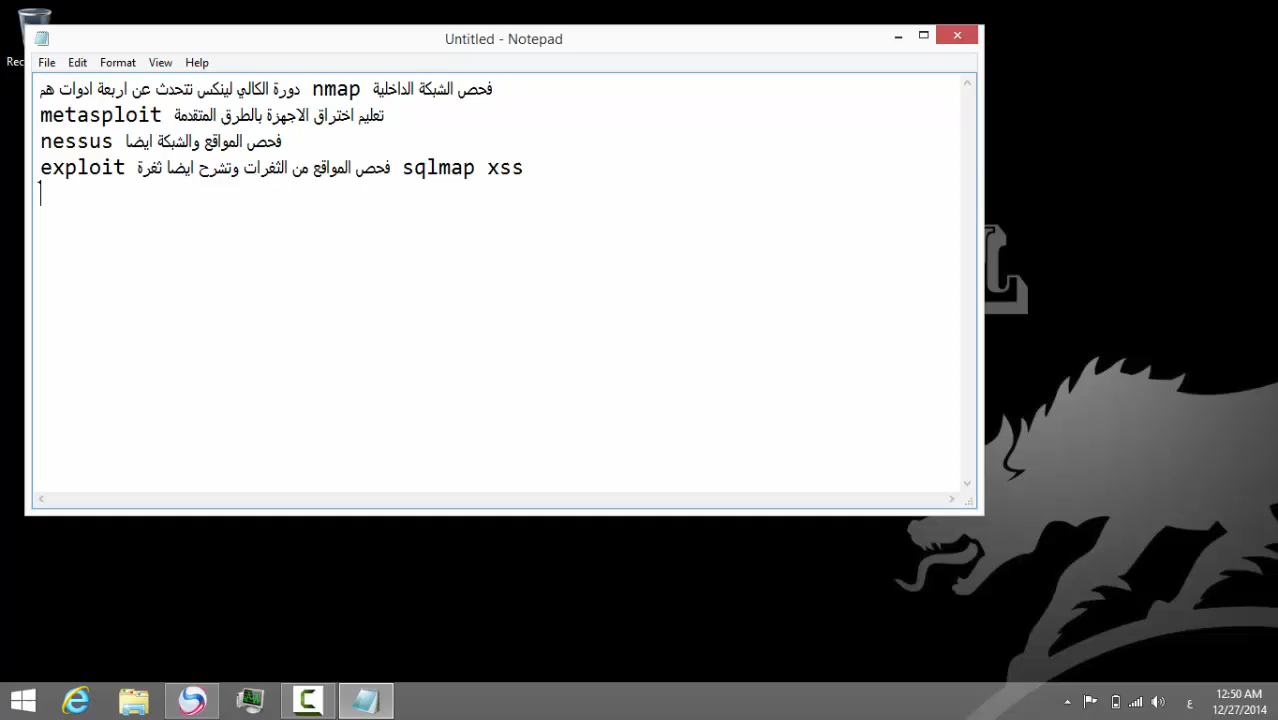 Rec
Untitled - Notepad
File Edit Format View Help
دورة الكالي لينكس نتحدث عن اربعة ادوات هم nmap فحص الشبكة الداخلية
metasploit تعليم اختراق الاجهزة بالطرق المتقدمة
nessus فحص المواقع والشبكة ايضا
exploit فحص المواقع من الثغرات وتشرح ايضا ثغرة sqlmap xss
ع
12:50 AM
12/27/2014